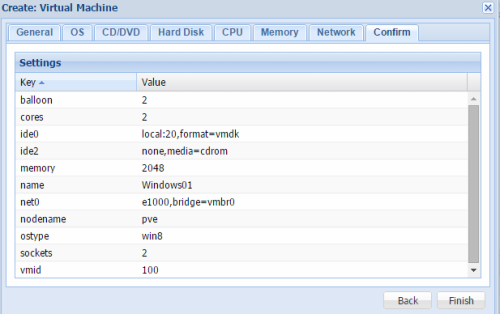 Create: Virtual Machine
General OS CD/DVD Hard Disk CPU Memory Network Confirm
Settings
Key Value
balloon 2
cores 2
ide0 local:20,format=vmdk
ide2 none,media=cdrom
memory 2048
name Windows01
net0 e1000,bridge=vmbr0
nodename pve
ostype win8
sockets 2
vmid 100
Back Finish